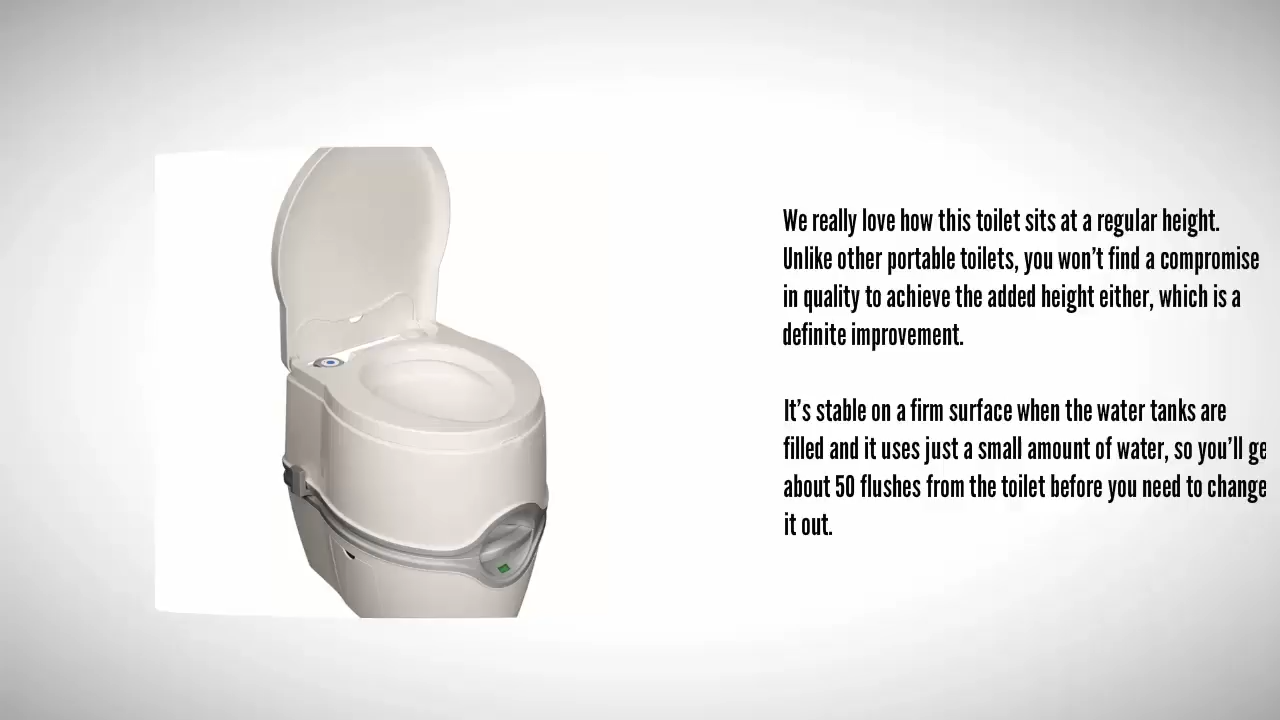 We really love how this toilet sits at a regular height.
Unlike other portable toilets, you won't find a compromise
in quality to achieve the added height either, which is a
definite improvement.
It's stable on a firm surface when the water tanks are
filled and it uses just a small amount of water, so you'll ge
about 50 flushes from the toilet before you need to change
it out.